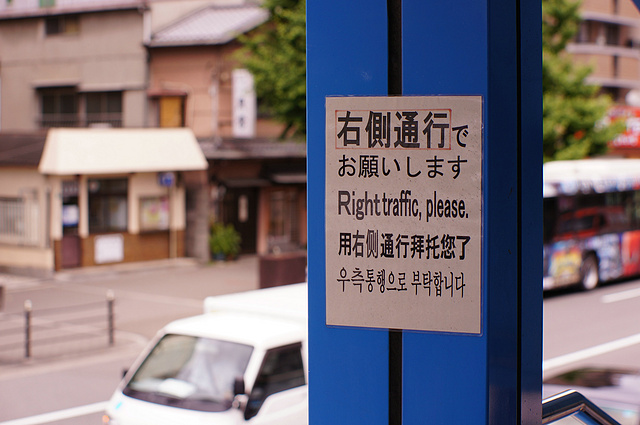 右側通行で
お願いします
Right traffic, please.
用右侧通行拜托您了
우측통행으로 부탁합니다